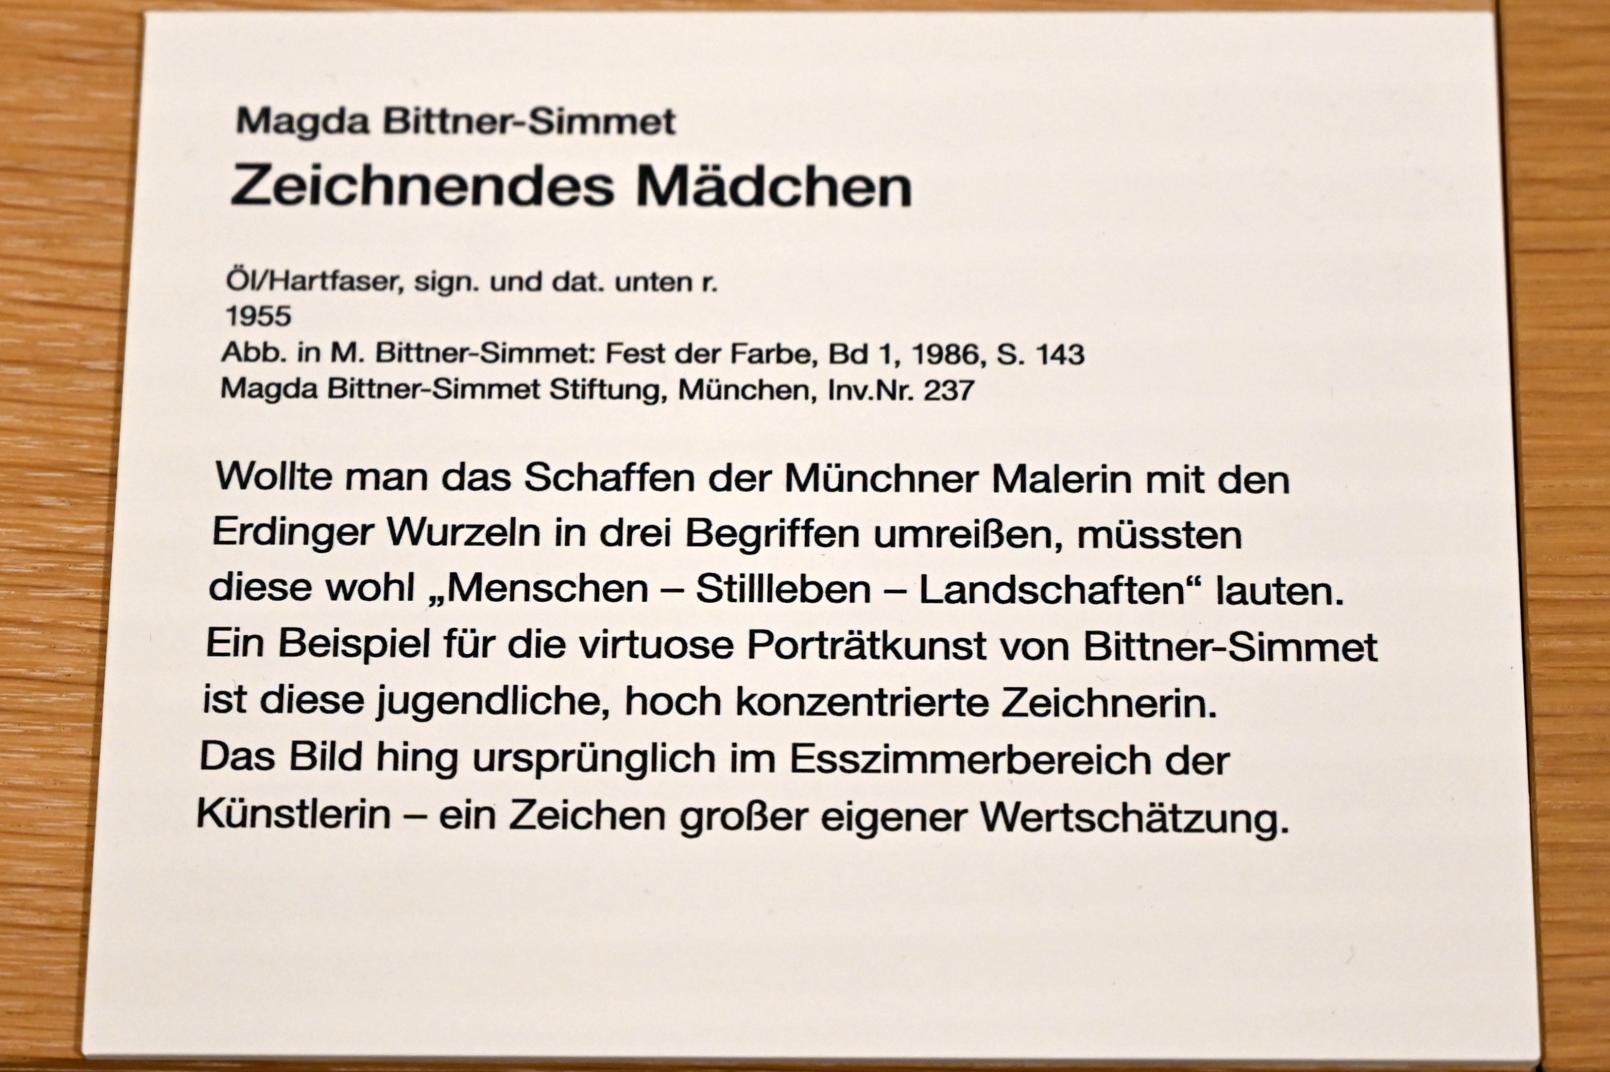 Magda Bittner-Simmet
Zeichnendes Mädchen
Öl/Hartfaser, sign. und dat. unten r.
1955
Abb. in M. Bittner-Simmet: Fest der Farbe, Bd 1, 1986, S. 143
Magda Bittner-Simmet Stiftung, München, Inv.Nr. 237
Wollte man das Schaffen der Münchner Malerin mit den
Erdinger Wurzeln in drei Begriffen umreißen, müssten
diese wohl „Menschen – Stillleben – Landschaften“ lauten.
Ein Beispiel für die virtuose Porträtkunst von Bittner-Simmet
ist diese jugendliche, hoch konzentrierte Zeichnerin.
Das Bild hing ursprünglich im Esszimmerbereich der
Künstlerin – ein Zeichen großer eigener Wertschätzung.